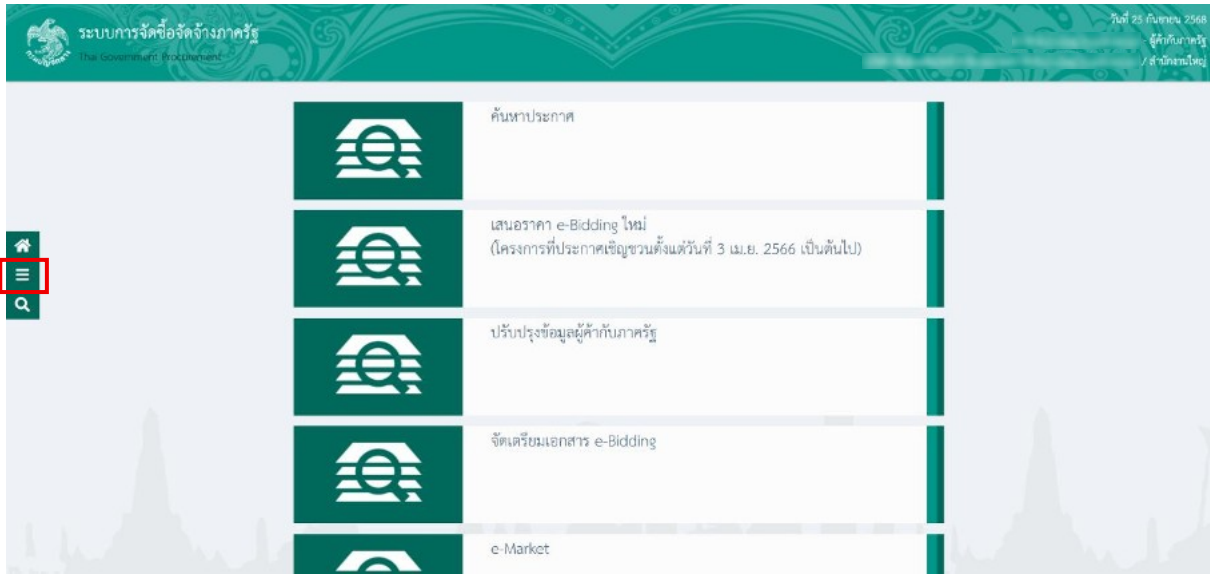 ระบบการจัดซื้อจัดจ้างภาครัฐ
The Government Procurement
วันที่ 25 กันยายน 2568
- ผู้ค้ากับภาครัฐ
/ สำนักงานใหญ่
ค้นหาประกาศ
เสนอราคา e-Bidding ใหม่
(โครงการที่ประกาศเชิญชวนตั้งแต่วันที่ 3 เม.ย. 2566 เป็นต้นไป)
ปรับปรุงข้อมูลผู้ค้ากับภาครัฐ
จัดเตรียมเอกสาร e-Bidding
e-Market